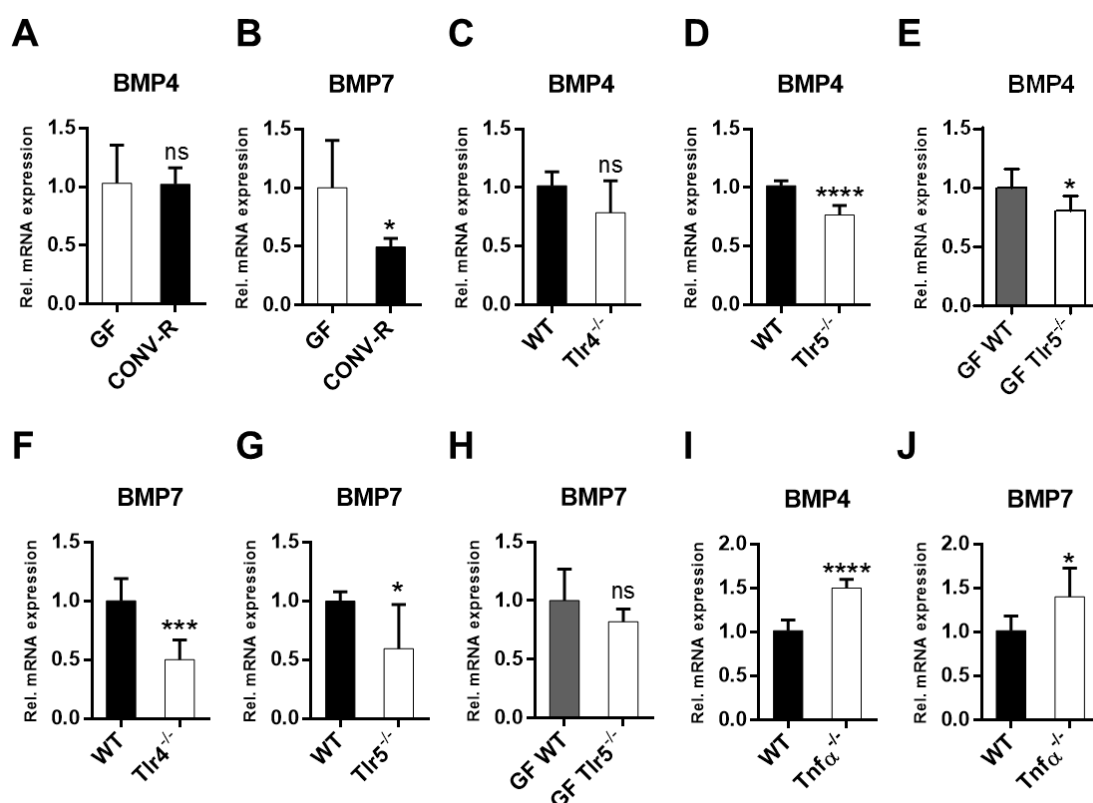 A
BMP4
Rel. mRNA expression
1.5
1.0
0.5
0.0
ns
GF
CONV-R
B
BMP7
Rel. mRNA expression
1.5
1.0
0.5
0.0
*
GF
CONV-R
C
BMP4
Rel. mRNA expression
1.5
1.0
0.5
0.0
ns
WT
Tlr4-/-
D
BMP4
Rel. mRNA expression
1.5
1.0
0.5
0.0
****
WT
Tlr5-/-
E
BMP4
Rel. mRNA expression
1.5
1.0
0.5
0.0
*
GF WT
GF Tlr5-/-
F
BMP7
Rel. mRNA expression
1.5
1.0
0.5
0.0
***
WT
Tlr4-/-
G
BMP7
Rel. mRNA expression
1.5
1.0
0.5
0.0
*
WT
Tlr5-/-
H
BMP7
Rel. mRNA expression
1.5
1.0
0.5
0.0
ns
GF WT
GF Tlr5-/-
I
BMP4
Rel. mRNA expression
2.0
1.5
1.0
0.5
0.0
****
WT
Tnfα-/-
J
BMP7
Rel. mRNA expression
2.0
1.5
1.0
0.5
0.0
*
WT
Tnfα-/-